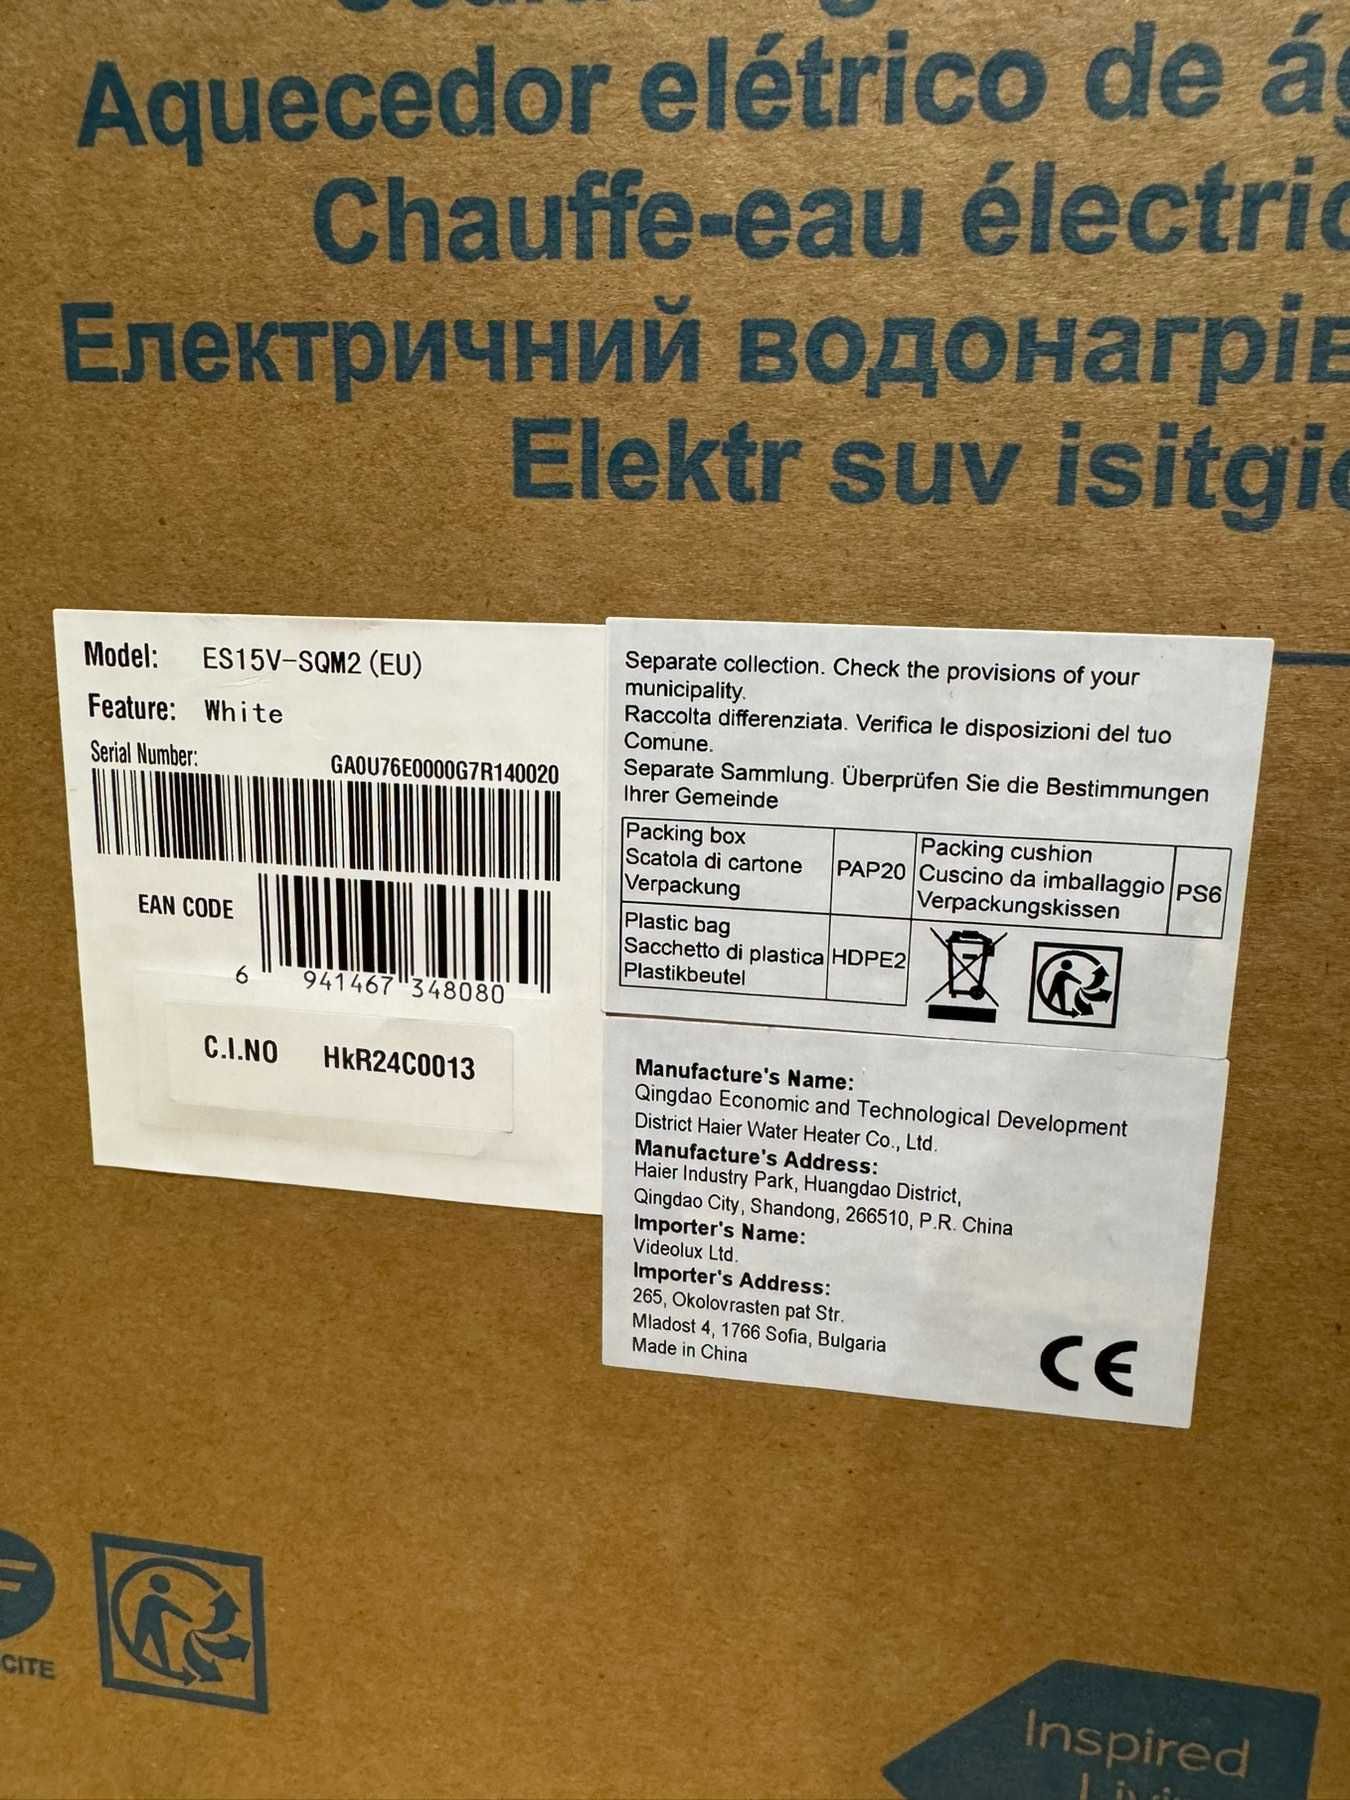 Aquecedor elétrico de
Chauffe-eau
Електричний
Elektr suv
Model: ES15V-SQM2 (EU)
Feature: White
Serial Number: GA0U76E0000G7R140020
EAN CODE
6 941467 348080
C.I.NO HkR24C0013
Separate collection. Check the provisions of your
municipality.
Raccolta differenziata. Verifica le disposizioni del tuo
Comune.
Separate Sammlung. Überprüfen Sie die Bestimmungen
Ihrer Gemeinde
Packing box
Scatola di cartone
Verpackung
PAP20
Packing cushion
Cuscino da imballaggio
Verpackungskissen
PS6
Plastic bag
Sacchetto di plastica
Plastikbeutel
HDPE2
Manufacture's Name:
Qingdao Economic and Technological Development
District Haier Water Heater Co., Ltd.
Manufacture's Address:
Haier Industry Park, Huangdao District,
Qingdao City, Shandong, 266510, P.R. China
Importer's Name:
Videolux Ltd.
Importer's Address:
265, Okolovrasten pat Str.
Mladost 4, 1766 Sofia, Bulgaria
Made in China
CE
Inspired